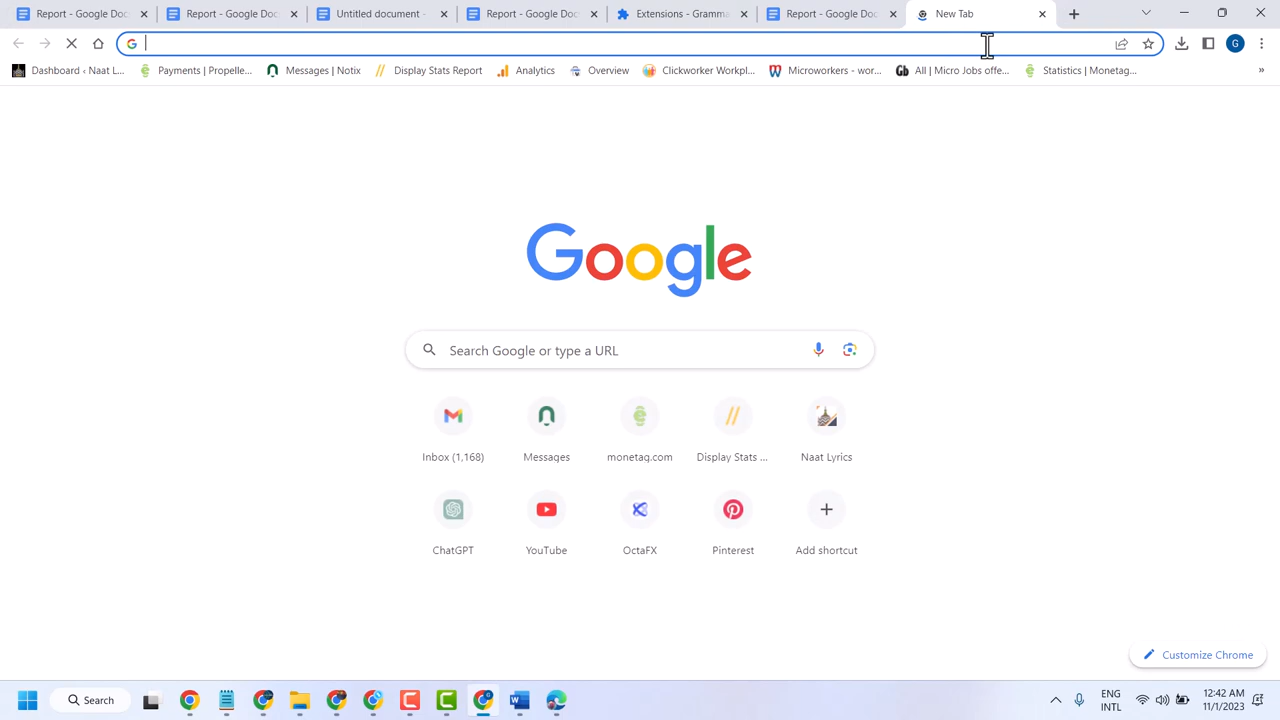 Report - Google Doc
Report - Google Doc
Untitled document -
Report - Google Doc
Extensions - Gramma
Report - Google Doc
New Tab
G
Dashboard ‹ Naat L...
Payments | Propelle...
Messages | Notix
Display Stats Report
Analytics
Overview
Clickworker Workpl...
Microworkers - wor...
All | Micro Jobs offe...
Statistics | Monetag...
»
Google
Search Google or type a URL
Inbox (1,168)
Messages
monetag.com
Display Stats ...
Naat Lyrics
ChatGPT
YouTube
OctaFX
Pinterest
Add shortcut
Customize Chrome
Search
ENG
INTL
12:42 AM
11/1/2023